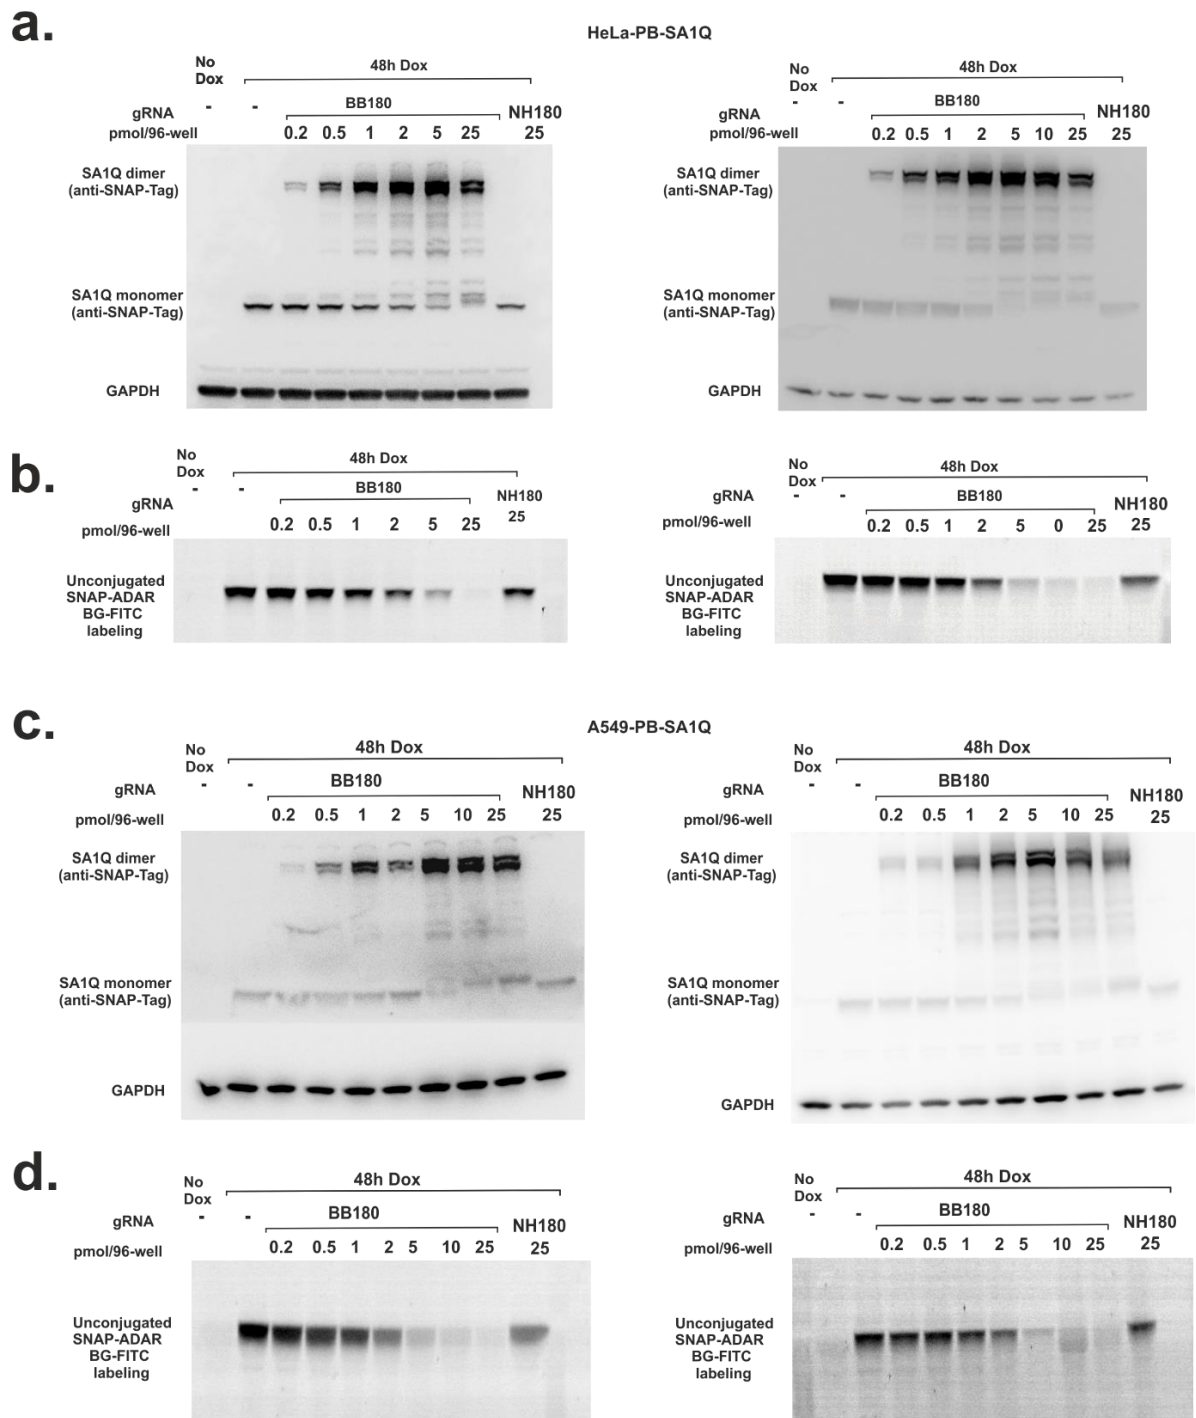 a.
HeLa-PB-SA1Q
No
Dox
48h Dox
-
-
BB180
gRNA
NH180
pmol/96-well
0.2 0.5 1 2 5 25
25
SA1Q dimer
(anti-SNAP-Tag)
SA1Q monomer
(anti-SNAP-Tag)
GAPDH
No
Dox
48h Dox
-
-
BB180
gRNA
NH180
pmol/96-well
0.2 0.5 1 2 5 10 25
25
SA1Q dimer
(anti-SNAP-Tag)
SA1Q monomer
(anti-SNAP-Tag)
GAPDH
b.
No
Dox
48h Dox
-
-
BB180
gRNA
NH180
25
pmol/96-well
0.2 0.5 1 2 5 25
Unconjugated
SNAP-ADAR
BG-FITC
labeling
No
Dox
48h Dox
-
-
BB180
gRNA
NH180
pmol/96-well
0.2 0.5 1 2 5 0 25
25
Unconjugated
SNAP-ADAR
BG-FITC
labeling
c.
A549-PB-SA1Q
No
Dox
48h Dox
-
-
BB180
gRNA
NH180
pmol/96-well
0.2 0.5 1 2 5 10 25
25
SA1Q dimer
(anti-SNAP-Tag)
SA1Q monomer
(anti-SNAP-Tag)
GAPDH
No
Dox
48h Dox
-
-
BB180
gRNA
NH180
pmol/96-well
0.2 0.5 1 2 5 10 25
25
SA1Q dimer
(anti-SNAP-Tag)
SA1Q monomer
(anti-SNAP-Tag)
GAPDH
d.
No
Dox
48h Dox
-
-
BB180
gRNA
NH180
pmol/96-well
0.2 0.5 1 2 5 10 25
25
Unconjugated
SNAP-ADAR
BG-FITC
labeling
No
Dox
48h Dox
-
-
BB180
gRNA
NH180
pmol/96-well
0.2 0.5 1 2 5 10 25
25
Unconjugated
SNAP-ADAR
BG-FITC
labeling